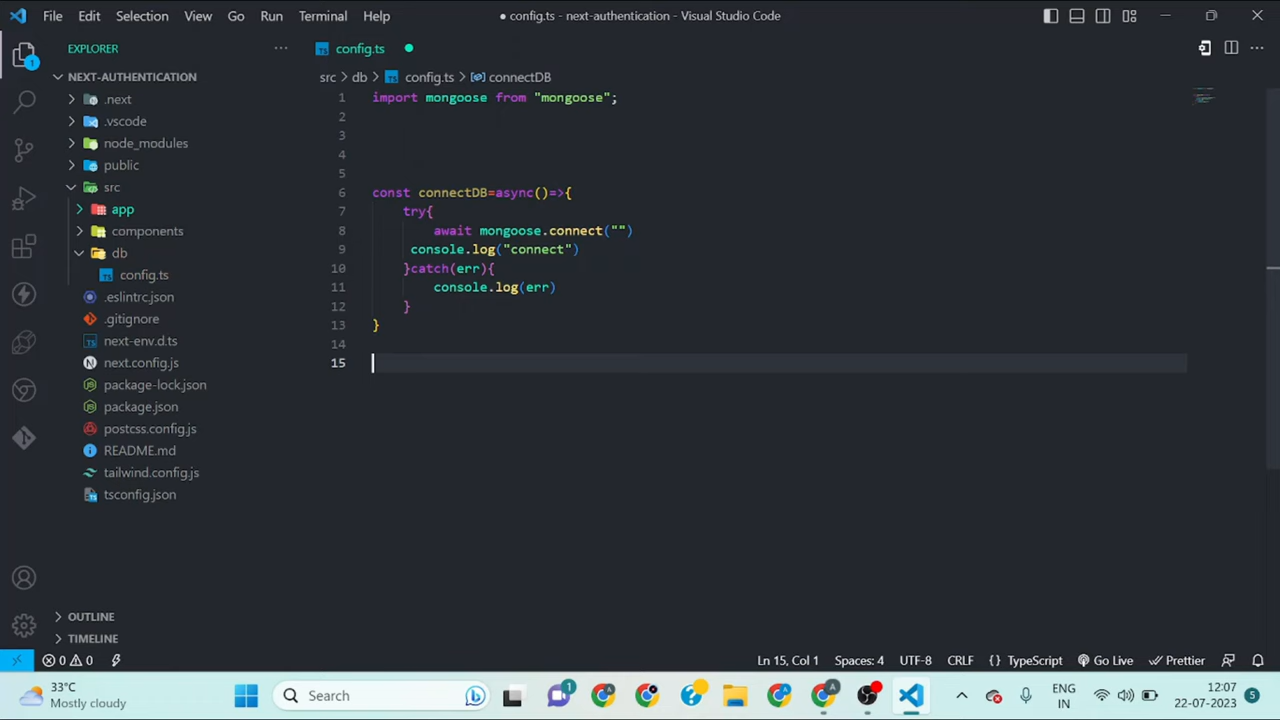 File Edit Selection View Go Run Terminal Help
● config.ts - next-authentication - Visual Studio Code
EXPLORER
NEXT-AUTHENTICATION
.next
.vscode
node_modules
public
src
app
components
db
config.ts
.eslintrc.json
.gitignore
next-env.d.ts
next.config.js
package-lock.json
package.json
postcss.config.js
README.md
tailwind.config.js
tsconfig.json
OUTLINE
TIMELINE
1
config.ts
src > db > config.ts > connectDB
1 import mongoose from "mongoose";
2
3
4
5
6 const connectDB=async()=>{
7 try{
8 await mongoose.connect("")
9 console.log("connect")
10 }catch(err){
11 console.log(err)
12 }
13 }
14
15
0 0
Ln 15, Col 1 Spaces: 4 UTF-8 CRLF {} TypeScript Go Live Prettier
33°C
Mostly cloudy
Search
1
ENG
IN
12:07
22-07-2023
5